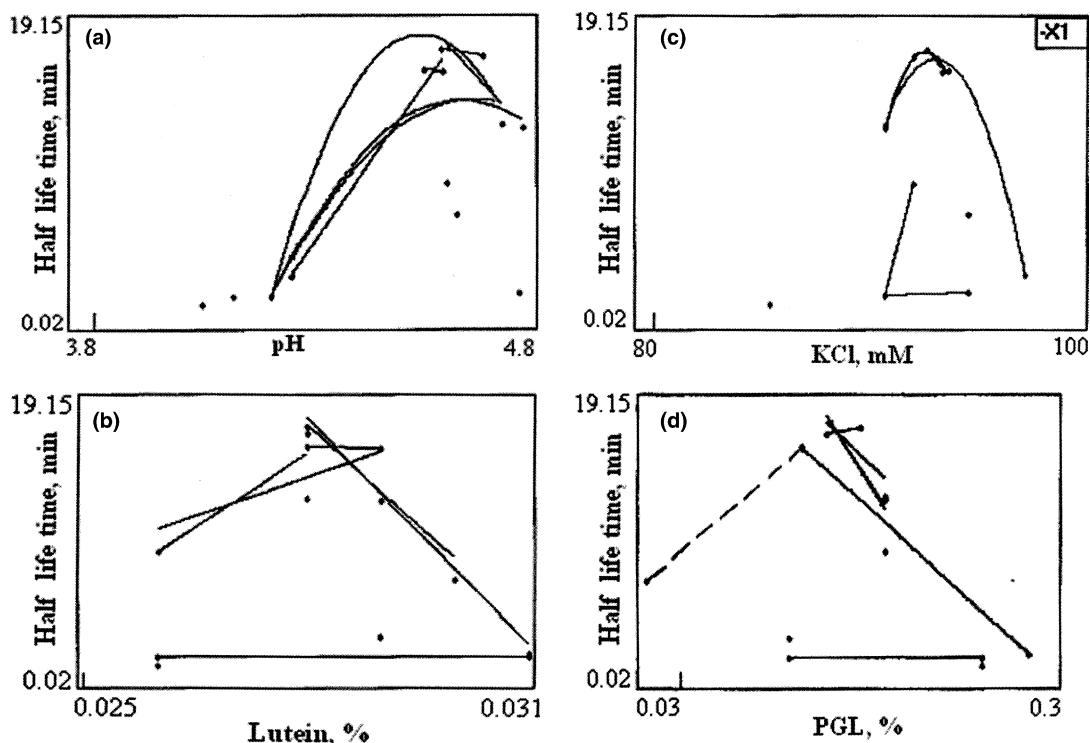 19.15
(a)
Half life time, min
0.02
3.8
pH
4.8
(c)
-X1
Half life time, min
0.02
80
KCl, mM
100
19.15
(b)
Half life time, min
0.02
0.025
Lutein, %
0.031
19.15
(d)
Half life time, min
0.02
0.03
PGL, %
0.3